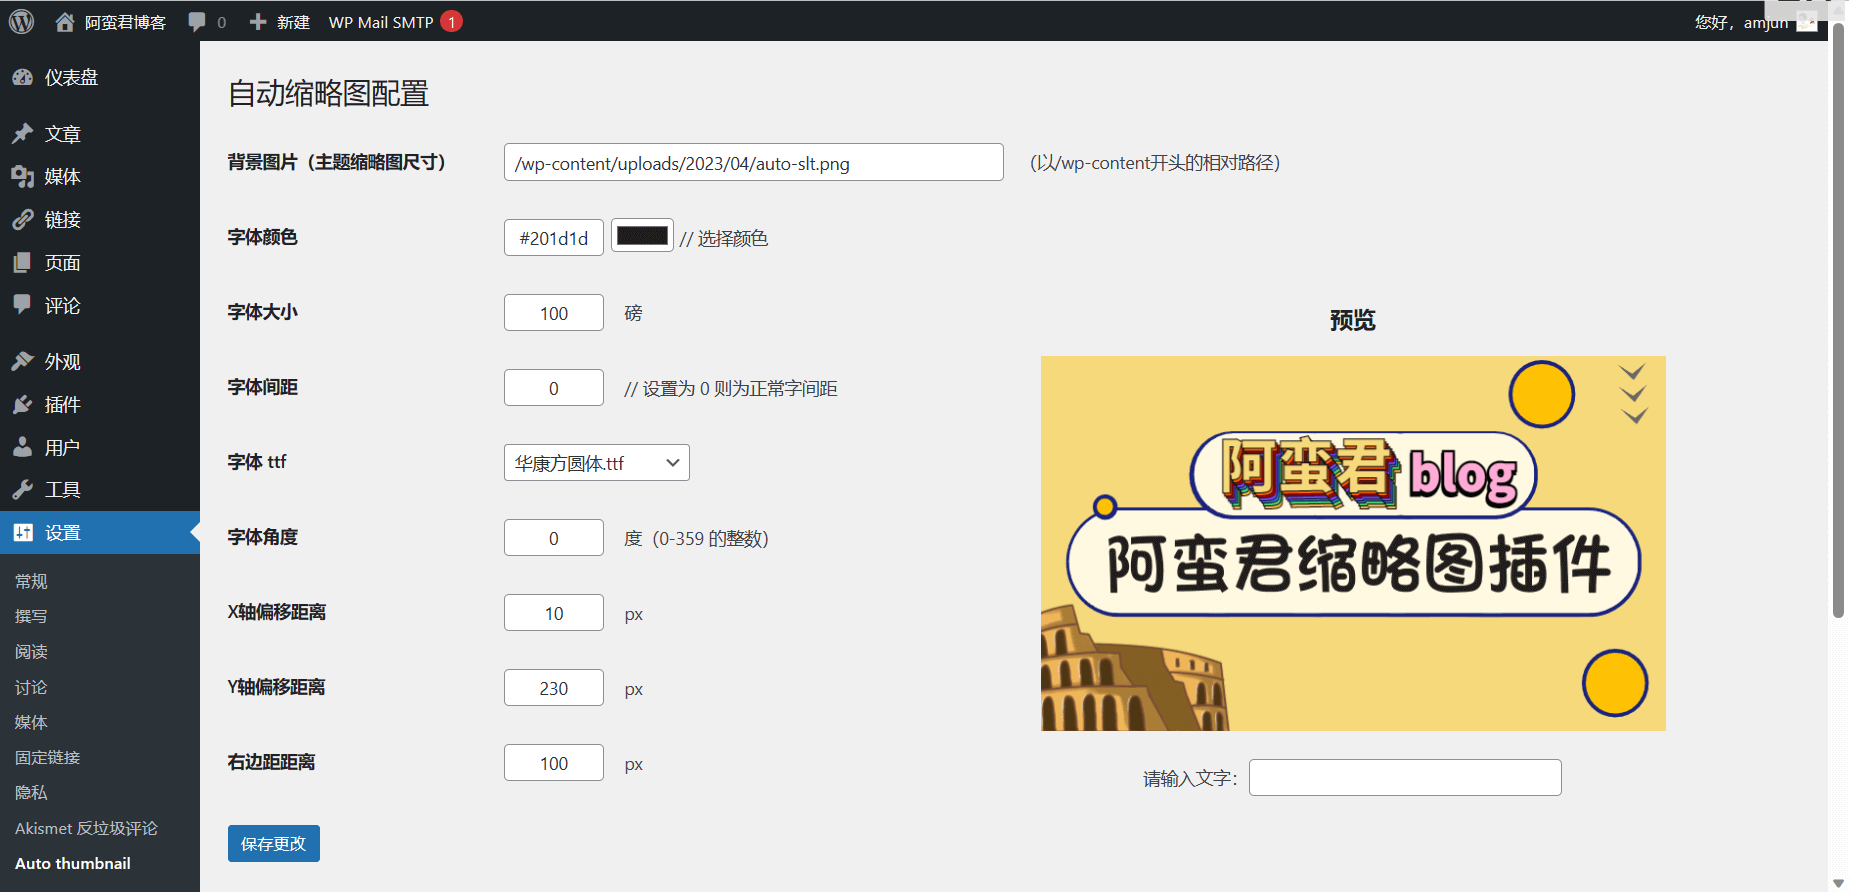 阿蛮君博客 0 新建 WP Mail SMTP 1 您好，amjun
仪表盘
文章
媒体
链接
页面
评论
外观
插件
用户
工具
设置
常规
撰写
阅读
讨论
媒体
固定链接
隐私
Akismet 反垃圾评论
Auto thumbnail
自动缩略图配置
背景图片（主题缩略图尺寸） /wp-content/uploads/2023/04/auto-slt.png (以/wp-content开头的相对路径)
字体颜色 #201d1d // 选择颜色
字体大小 100 磅
字体间距 0 // 设置为 0 则为正常字间距
字体 ttf 华康方圆体.ttf
字体角度 0 度（0-359 的整数）
X轴偏移距离 10 px
Y轴偏移距离 230 px
右边距距离 100 px
保存更改
预览
阿蛮君 blog
阿蛮君缩略图插件
请输入文字：